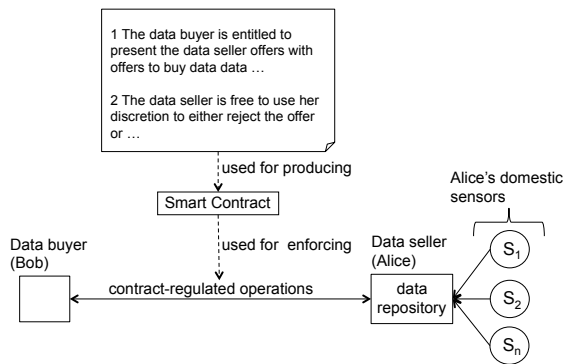 1 The data buyer is entitled to
present the data seller offers with
offers to buy data data …
2 The data seller is free to use her
discretion to either reject the offer
or …
used for producing
Smart Contract
used for enforcing
Alice's domestic
sensors
Data buyer
(Bob)
Data seller
(Alice)
contract-regulated operations
data
repository
S1
S2
Sn